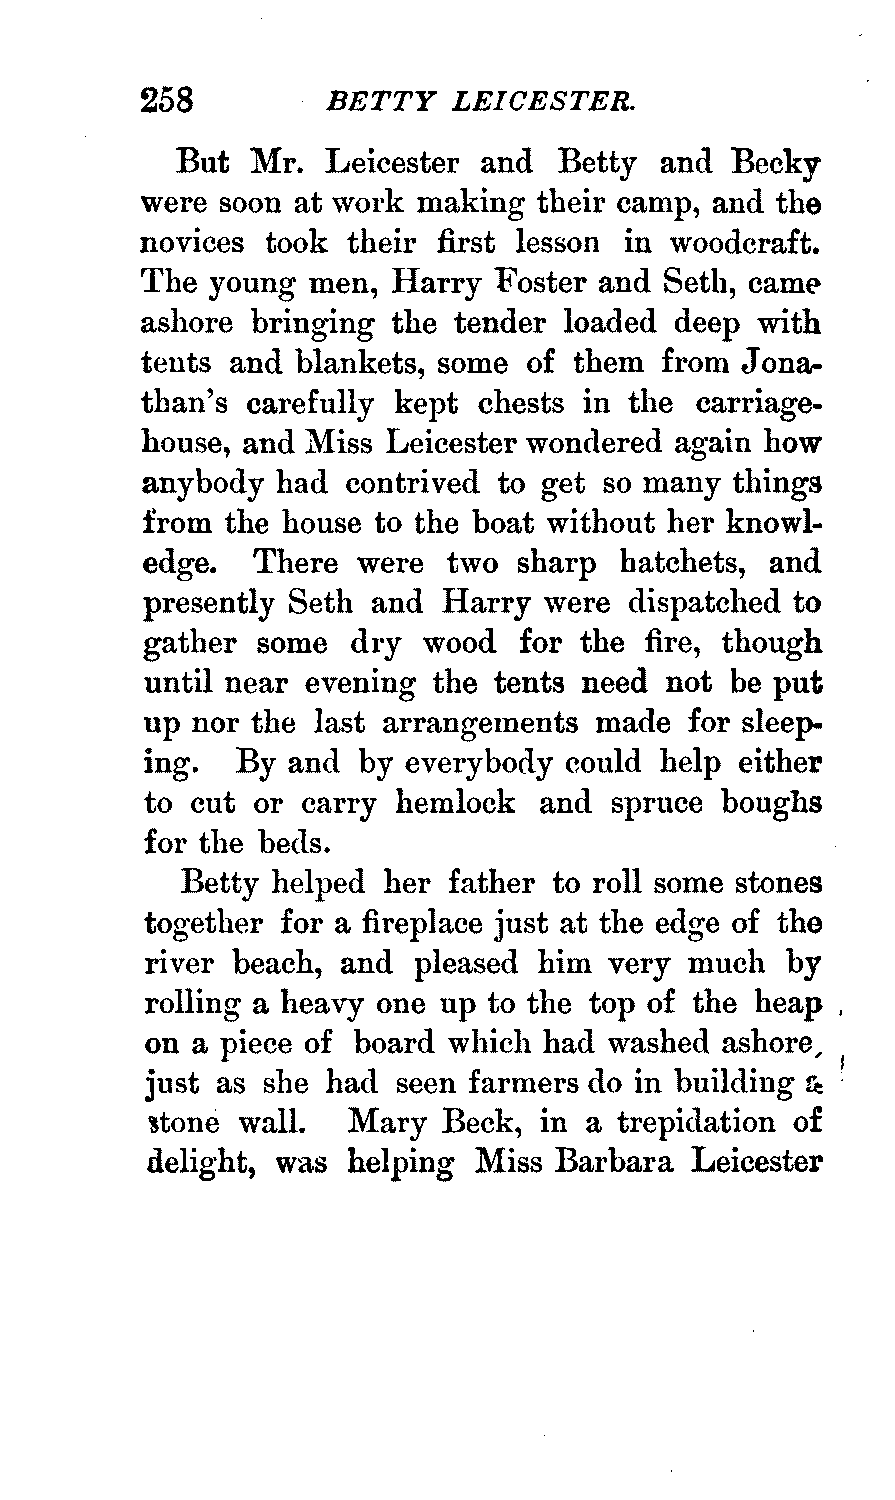 258 BETTY LEICESTER.
But Mr. Leicester and Betty and Becky
were soon at work making their camp, and the
novices took their first lesson in woodcraft.
The young men, Harry Foster and Seth, came
ashore bringing the tender loaded deep with
tents and blankets, some of them from Jona-
than's carefully kept chests in the carriage-
house, and Miss Leicester wondered again how
anybody had contrived to get so many things
from the house to the boat without her knowl-
edge. There were two sharp hatchets, and
presently Seth and Harry were dispatched to
gather some dry wood for the fire, though
until near evening the tents need not be put
up nor the last arrangements made for sleep-
ing. By and by everybody could help either
to cut or carry hemlock and spruce boughs
for the beds.
Betty helped her father to roll some stones
together for a fireplace just at the edge of the
river beach, and pleased him very much by
rolling a heavy one up to the top of the heap
on a piece of board which had washed ashore,
just as she had seen farmers do in building a
stone wall. Mary Beck, in a trepidation of
delight, was helping Miss Barbara Leicester